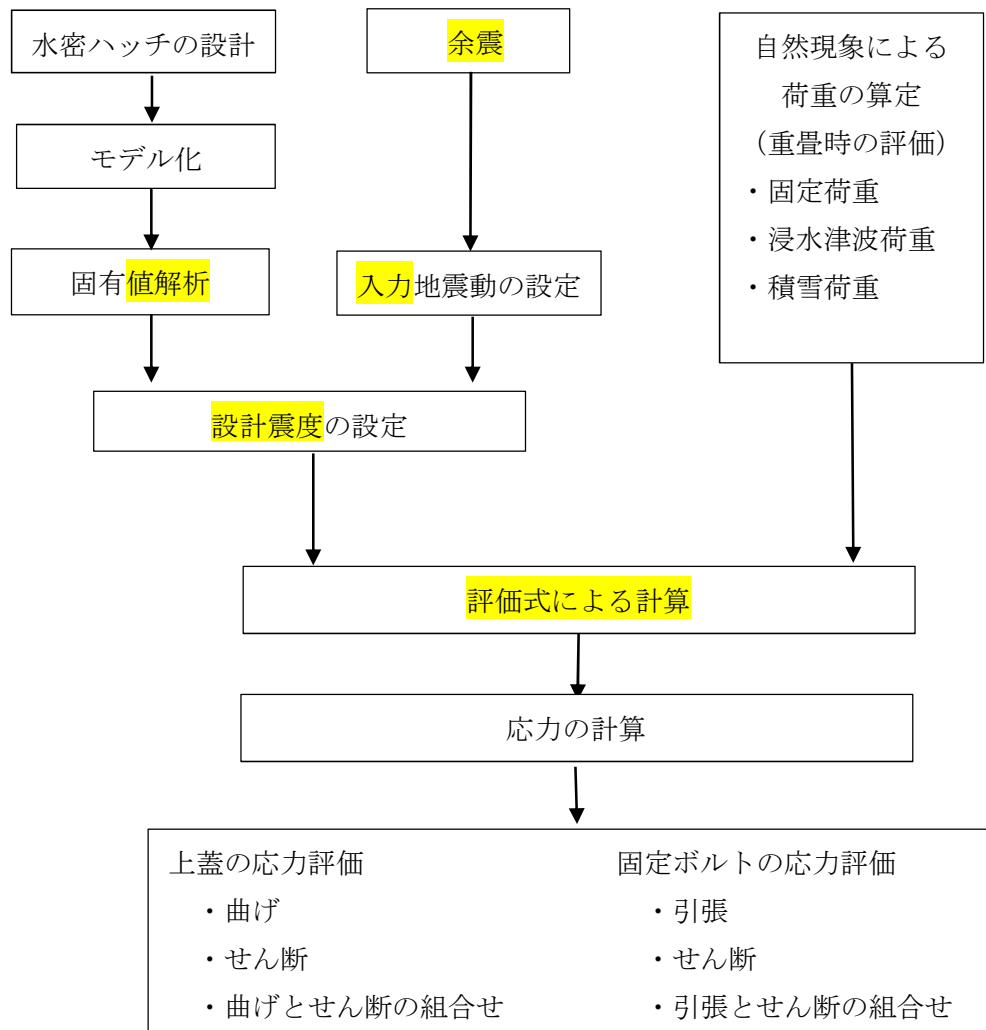 水密ハッチの設計
余震
自然現象による
荷重の算定
（重畳時の評価）
・固定荷重
・浸水津波荷重
・積雪荷重
モデル化
固有値解析
入力地震動の設定
設計震度の設定
評価式による計算
応力の計算
上蓋の応力評価
・曲げ
・せん断
・曲げとせん断の組合せ
固定ボルトの応力評価
・引張
・せん断
・引張とせん断の組合せ